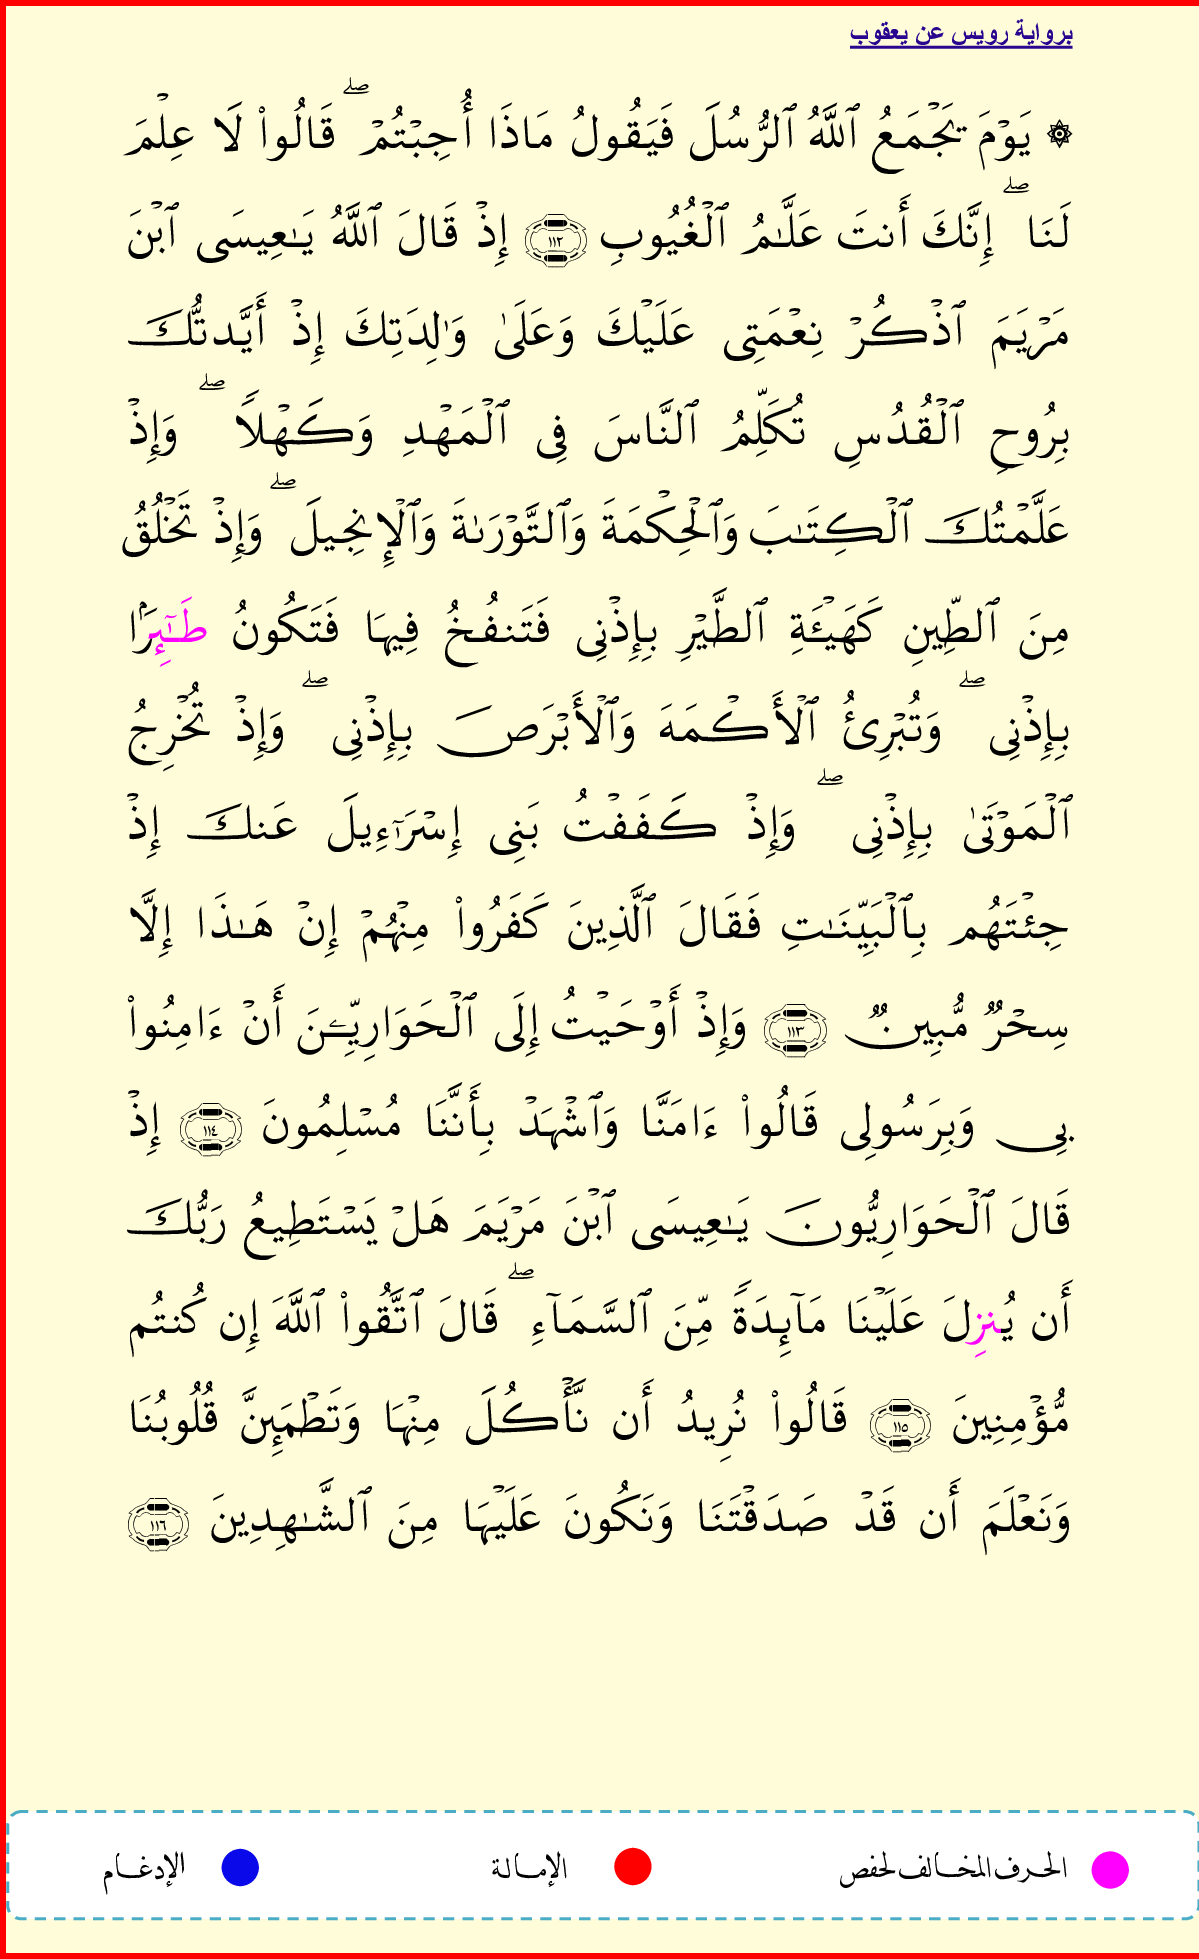 برواية رويس عن يعقوب
۞ يَوْمَ يَجْمَعُ ٱللَّهُ ٱلرُّسُلَ فَيَقُولُ مَاذَا أُجِبْتُمْ ۖ قَالُوا۟ لَا عِلْمَ
لَنَا ۖ إِنَّكَ أَنتَ عَلَّـٰمُ ٱلْغُيُوبِ ١١٢ إِذْ قَالَ ٱللَّهُ يَـٰعِيسَى ٱبْنَ
مَرْيَمَ ٱذْكُرْ نِعْمَتِى عَلَيْكَ وَعَلَىٰ وَٰلِدَتِكَ إِذْ أَيَّدتُّكَ
بِرُوحِ ٱلْقُدُسِ تُكَلِّمُ ٱلنَّاسَ فِى ٱلْمَهْدِ وَكَهْلًا ۖ وَإِذْ
عَلَّمْتُكَ ٱلْكِتَـٰبَ وَٱلْحِكْمَةَ وَٱلتَّوْرَىٰةَ وَٱلْإِنجِيلَ ۖ وَإِذْ تَخْلُقُ
مِنَ ٱلطِّينِ كَهَيْـَٔةِ ٱلطَّيْرِ بِإِذْنِى فَتَنفُخُ فِيهَا فَتَكُونُ طَـٰٓئِرًۢا
بِإِذْنِى ۖ وَتُبْرِئُ ٱلْأَكْمَهَ وَٱلْأَبْرَصَ بِإِذْنِى ۖ وَإِذْ تُخْرِجُ
ٱلْمَوْتَىٰ بِإِذْنِى ۖ وَإِذْ كَفَفْتُ بَنِى إِسْرَٰٓءِيلَ عَنكَ إِذْ
جِئْتَهُم بِٱلْبَيِّنَـٰتِ فَقَالَ ٱلَّذِينَ كَفَرُوا۟ مِنْهُمْ إِنْ هَـٰذَا إِلَّا
سِحْرٌ مُّبِينٌ ١١٣ وَإِذْ أَوْحَيْتُ إِلَى ٱلْحَوَارِيِّـۧنَ أَنْ ءَامِنُوا۟
بِى وَبِرَسُولِى قَالُوا۟ ءَامَنَّا وَٱشْهَدْ بِأَنَّنَا مُسْلِمُونَ ١١٤ إِذْ
قَالَ ٱلْحَوَارِيُّونَ يَـٰعِيسَى ٱبْنَ مَرْيَمَ هَلْ يَسْتَطِيعُ رَبُّكَ
أَن يُنزِلَ عَلَيْنَا مَآئِدَةً مِّنَ ٱلسَّمَآءِ ۖ قَالَ ٱتَّقُوا۟ ٱللَّهَ إِن كُنتُم
مُّؤْمِنِينَ ١١٥ قَالُوا۟ نُرِيدُ أَن نَّأْكُلَ مِنْهَا وَتَطْمَئِنَّ قُلُوبُنَا
وَنَعْلَمَ أَن قَدْ صَدَقْتَنَا وَنَكُونَ عَلَيْهَا مِنَ ٱلشَّـٰهِدِينَ ١١٦
الحرف المخالف لحفص الإمالة الإدغام